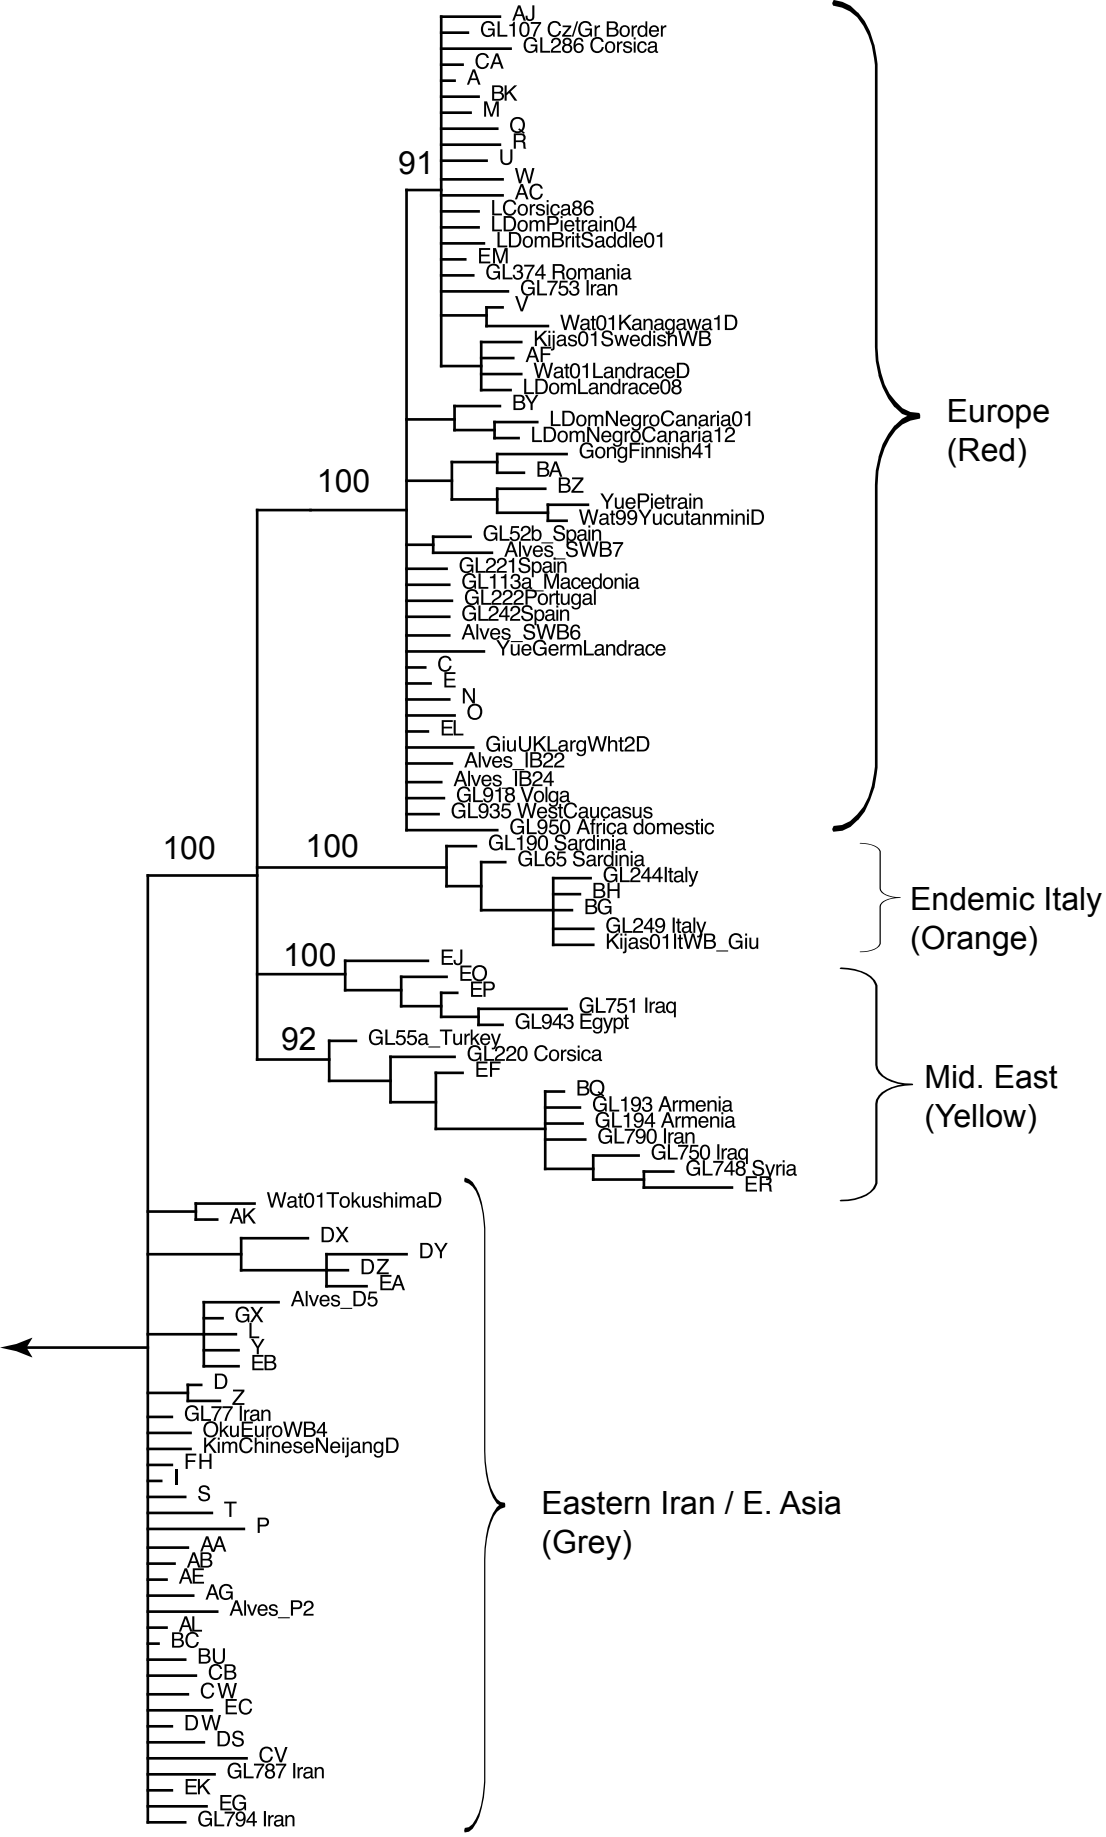 AJ
GL107 Cz/Gr Border
GL286 Corsica
CA
A
BK
M
Q
R
91
U
W
AC
LCorsica86
LDomPietrain04
LDomBritSaddle01
EM
GL374 Romania
GL753 Iran
V
Wat01Kanagawa1D
Kijas01SwedishWB
AF
Wat01LandraceD
LDomLandrace08
BY
LDomNegroCanaria01
LDomNegroCanaria12
Europe
(Red)
GongFinnish41
BA
100
BZ
YuePietrain
Wat99YucutanminiD
GL52b_Spain
Alves_SWB7
GL221Spain
GL113a_Macedonia
GL222Portugal
GL242Spain
Alves_SWB6
YueGermLandrace
C
E
N
O
EL
GiuUKLargWht2D
Alves_IB22
Alves_IB24
GL918 Volga
GL935 WestCaucasus
GL950 Africa domestic
100
100
GL190 Sardinia
GL65 Sardinia
GL244Italy
BH
BG
GL249 Italy
Kijas01ItWB_Giu
Endemic Italy
(Orange)
100
EJ
EO
EP
GL751 Iraq
GL943 Egypt
92
GL55a_Turkey
GL220 Corsica
EF
BQ
GL193 Armenia
GL194 Armenia
GL790 Iran
GL750 Iraq
GL748 Syria
ER
Mid. East
(Yellow)
Wat01TokushimaD
AK
DX
DY
DZ
EA
Alves_D5
GX
L
Y
EB
D
Z
GL77 Iran
OkuEuroWB4
KimChineseNeijangD
FH
I
S
T
P
Eastern Iran / E. Asia
(Grey)
AA
AB
AE
AG
Alves_P2
AL
BC
BU
CB
CW
EC
DW
DS
CV
GL787 Iran
EK
EG
GL794 Iran